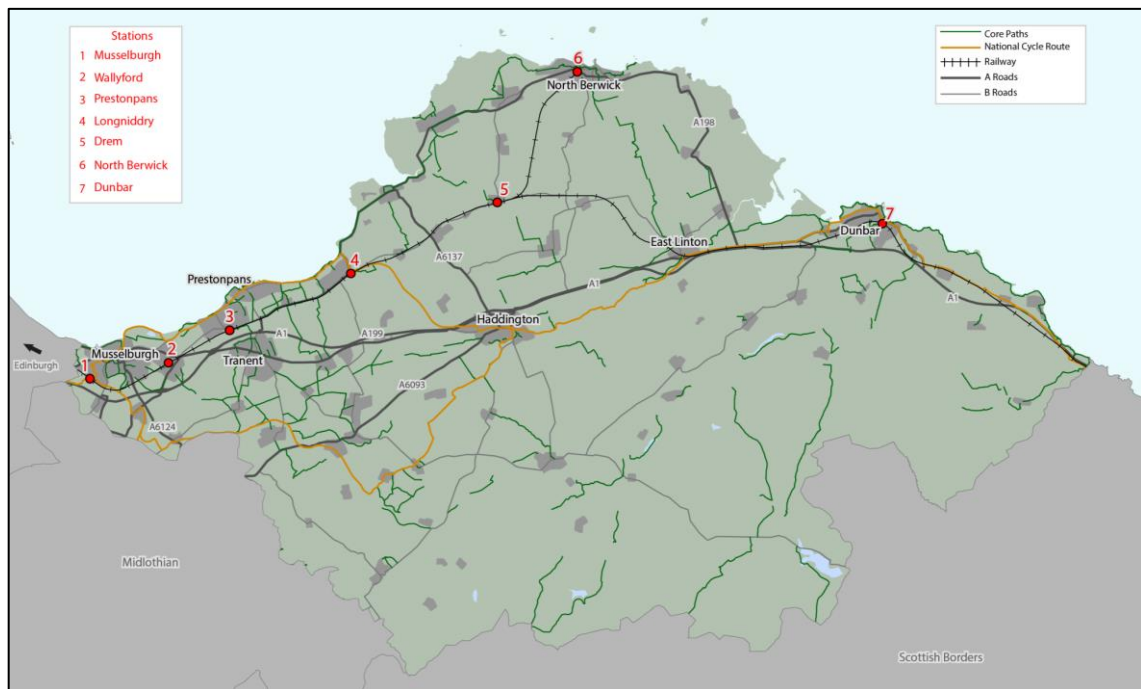 Stations
1 Musselburgh
2 Wallyford
3 Prestonpans
4 Longniddry
5 Drem
6 North Berwick
7 Dunbar
Core Paths
National Cycle Route
Railway
A Roads
B Roads
6
North Berwick
A198
5
7
Dunbar
East Linton
A6137
4
Prestonpans
A1
A1
3
Haddington
A1
A199
Musselburgh
2
Tranent
Edinburgh
1
A6093
A6124
Midlothian
Scottish Borders